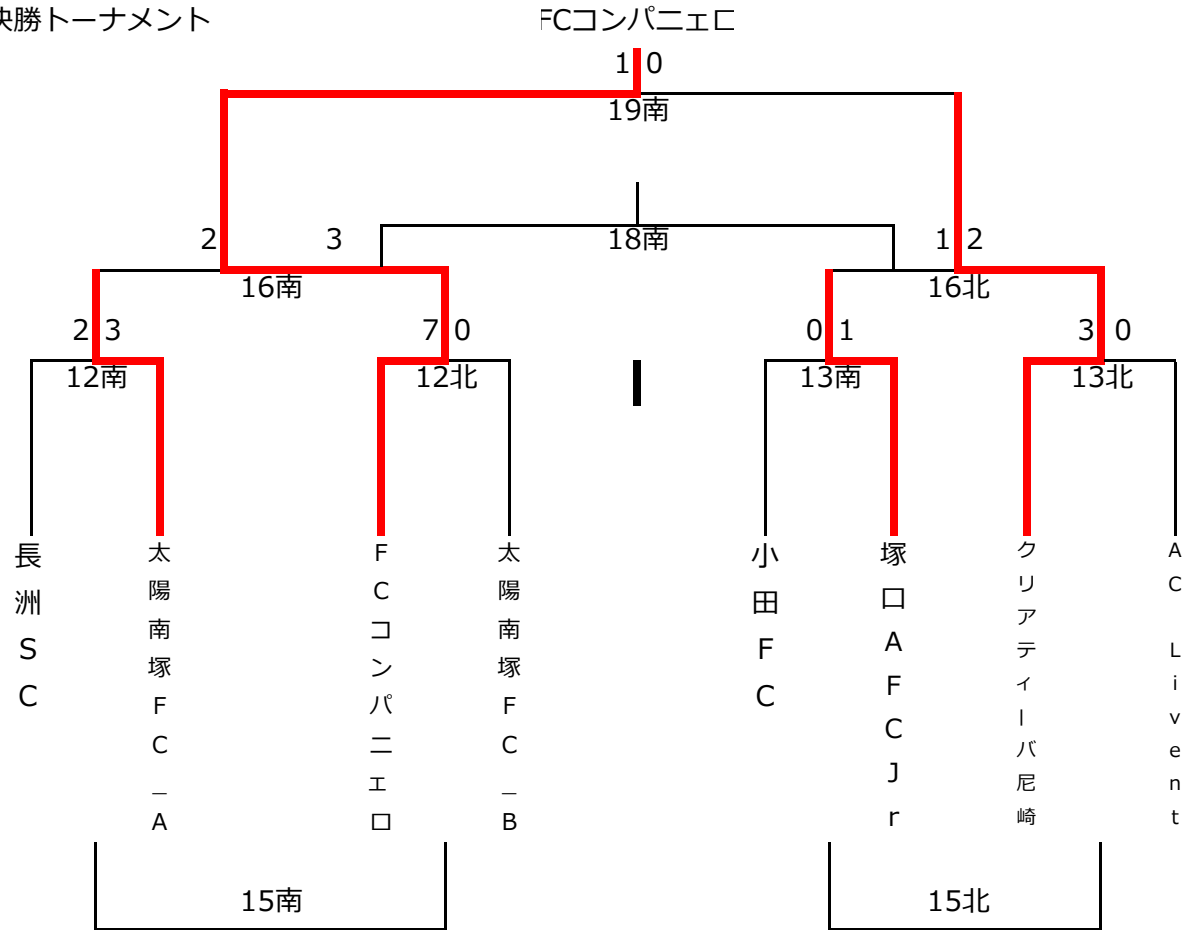 決勝トーナメント
FCコンパニェロ
1 0
19南
2 3
18南
1 2
16南
16北
2 3
7 0
0 1
3 0
12南
12北
13南
13北
長洲SC
太陽南塚FC_A
FCコンパニェロ
太陽南塚FC_B
小田FC
塚口AFCJr
クリアティーバ尼崎
AC Livent
15南
15北